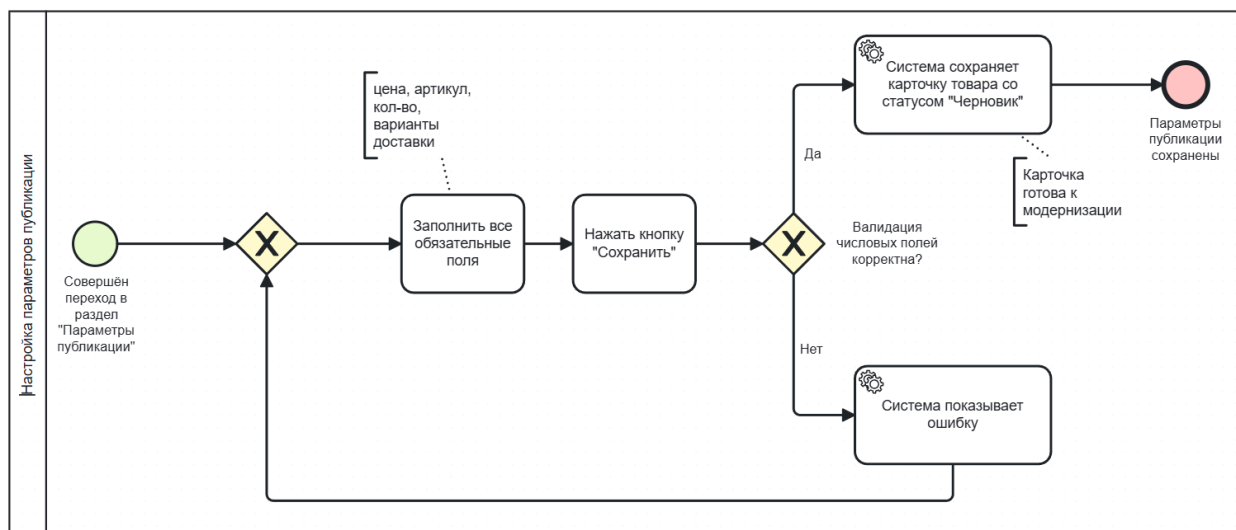 Настройка параметров публикации
Совершён
переход в
раздел
"Параметры
публикации"
цена, артикул,
кол-во,
варианты
доставки
Заполнить все
обязательные
поля
Нажать кнопку
"Сохранить"
Валидация
числовых полей
корректна?
Да
Система сохраняет
карточку товара со
статусом "Черновик"
Карточка
готова к
модернизации
Параметры
публикации
сохранены
Нет
Система показывает
ошибку